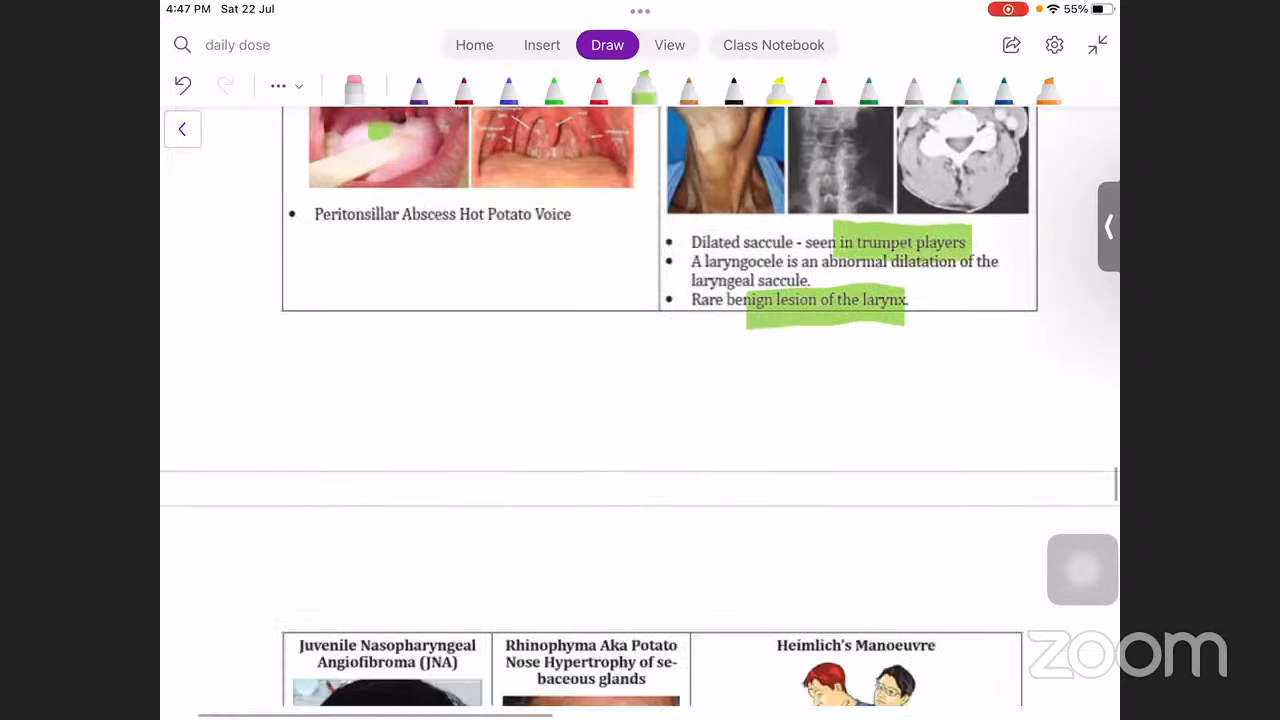 4:47 PM Sat 22 Jul
55%
daily dose
Home Insert Draw View Class Notebook
• Peritonsillar Abscess Hot Potato Voice
• Dilated saccule - seen in trumpet players
• A laryngocele is an abnormal dilatation of the
laryngeal saccule.
• Rare benign lesion of the larynx.
Juvenile Nasopharyngeal
Angiofibroma (JNA)
Rhinophyma Aka Potato
Nose Hypertrophy of se-
baceous glands
Heimlich's Manoeuvre
zoom